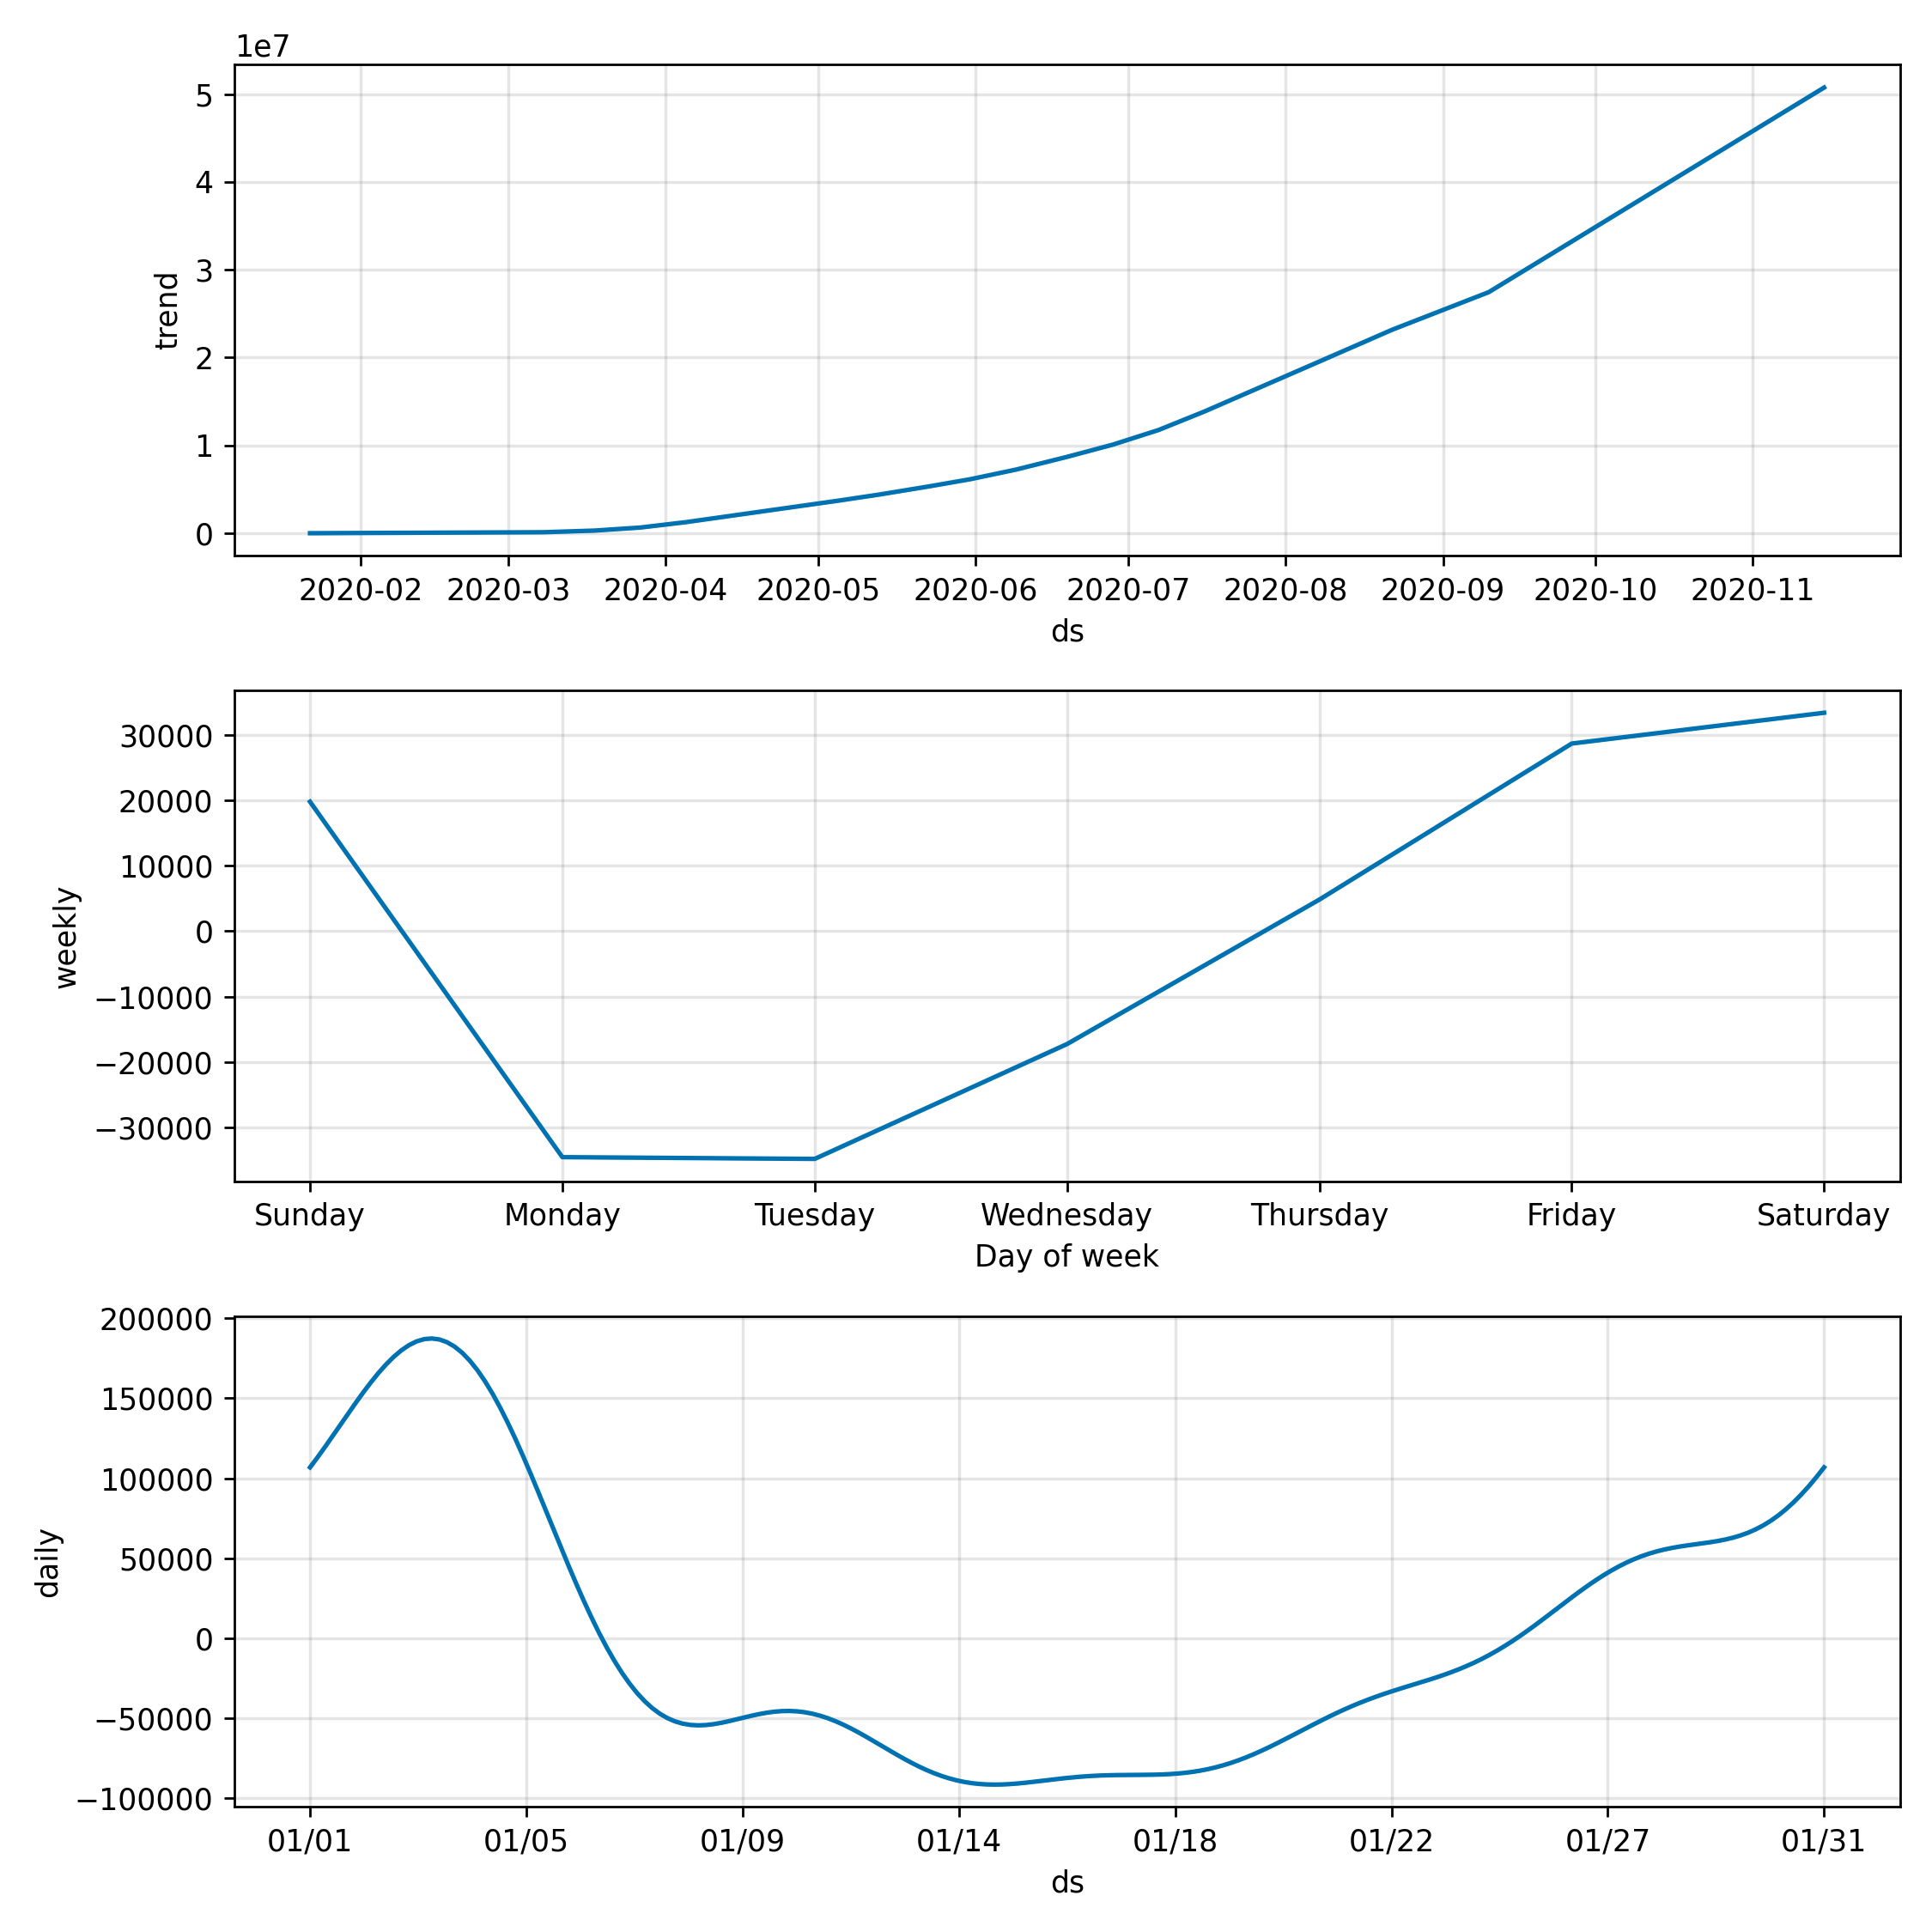 1e7
5
4
3
2
1
0
trend
2020-02 2020-03 2020-04 2020-05 2020-06 2020-07 2020-08 2020-09 2020-10 2020-11
ds
30000
20000
10000
0
−10000
−20000
−30000
weekly
Sunday Monday Tuesday Wednesday Thursday Friday Saturday
Day of week
200000
150000
100000
50000
0
−50000
−100000
daily
01/01 01/05 01/09 01/14 01/18 01/22 01/27 01/31
ds